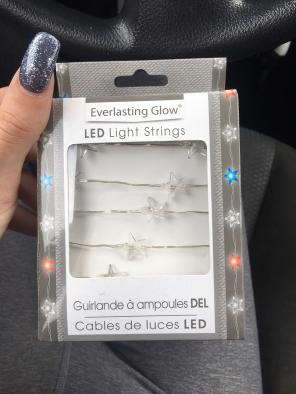 Everlasting Glow®
LED Light Strings
Guirlande à ampoules DEL
Cables de luces LED